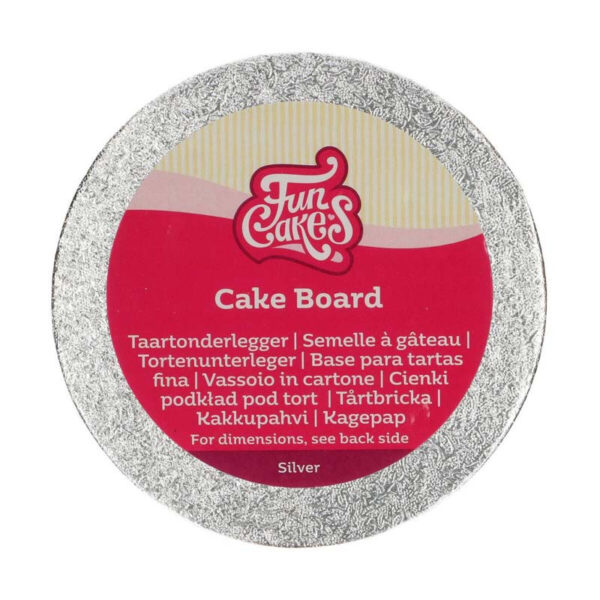 Fun
Cakes
Cake Board
Taartonderlegger | Semelle à gâteau |
Tortenunterleger | Base para tartas
fina | Vassoio in cartone | Cienki
podkład pod tort | Tårtbricka |
Kakkupahvi | Kagepap
For dimensions, see back side
Silver